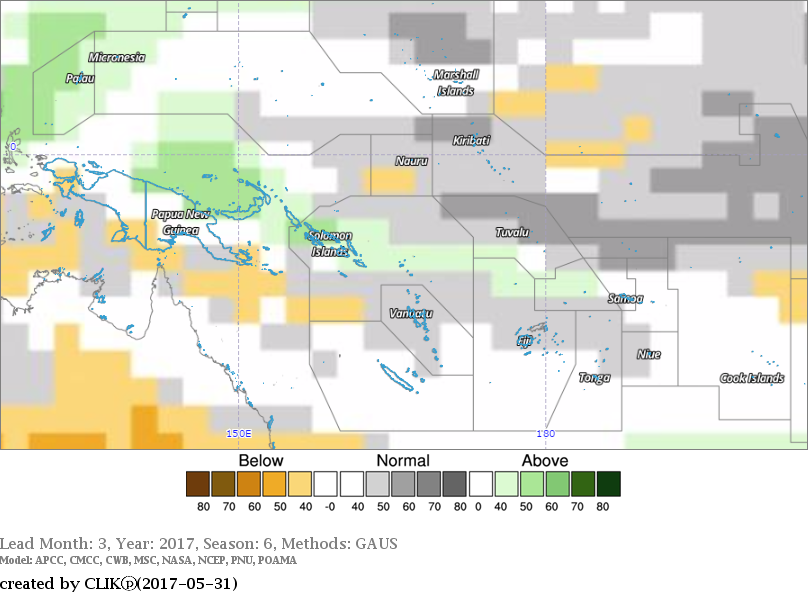 Micronesia
Palau
Marshall
Islands
0
Kiribati
Nauru
Papua New
Guinea
Solomon
Islands
Tuvalu
Samoa
Vanuatu
Fiji
Niue
Tonga
Cook Islands
150E
180
Below Normal Above
80 70 60 50 40 -0 40 50 60 70 80 0 40 50 60 70 80
Lead Month: 3, Year: 2017, Season: 6, Methods: GAUS
Model: APCC, CMCC, CWB, MSC, NASA, NCEP, PNU, POAMA
created by CLIKⓟ(2017-05-31)